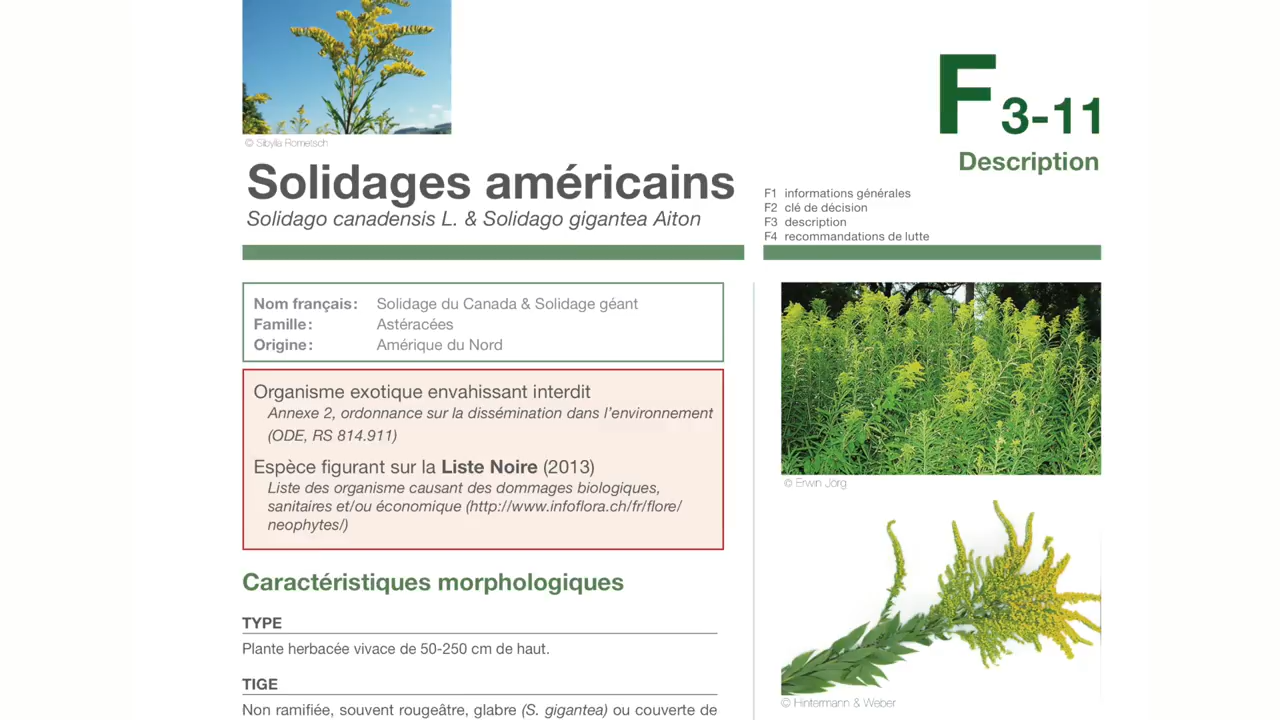 © Sibylla Rometsch
F 3-11
Description
Solidages américains
Solidago canadensis L. & Solidago gigantea Aiton
F1 informations générales
F2 clé de décision
F3 description
F4 recommandations de lutte
Nom français : Solidage du Canada & Solidage géant
Famille : Astéracées
Origine : Amérique du Nord
Organisme exotique envahissant interdit
Annexe 2, ordonnance sur la dissémination dans l’environnement
(ODE, RS 814.911)
Espèce figurant sur la Liste Noire (2013)
Liste des organisme causant des dommages biologiques,
sanitaires et/ou économique (http://www.infoflora.ch/fr/flore/
neophytes/)
Caractéristiques morphologiques
TYPE
Plante herbacée vivace de 50-250 cm de haut.
TIGE
Non ramifiée, souvent rougeâtre, glabre (S. gigantea) ou couverte de
© Erwin Jörg
© Hintermann & Weber